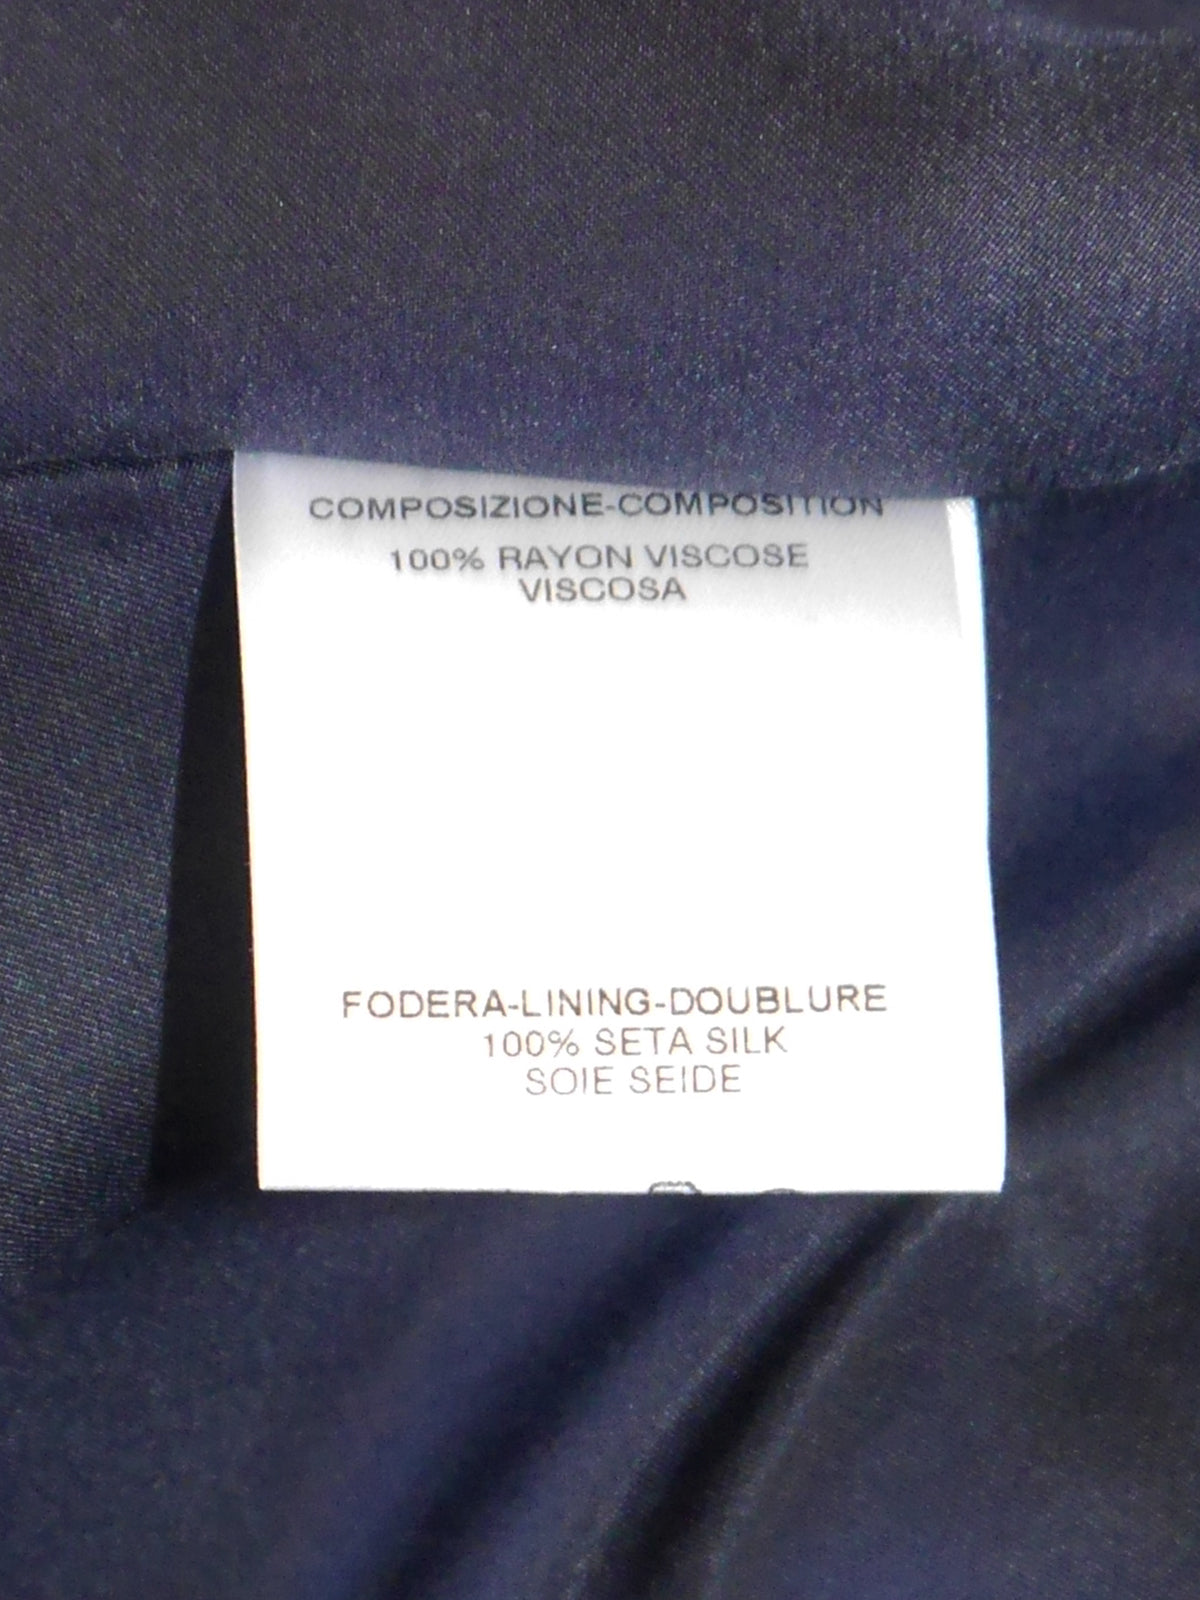 COMPOSIZIONE-COMPOSITION
100% RAYON VISCOSE
VISCOSA
FODERA-LINING-DOUBLURE
100% SETA SILK
SOIE SEIDE